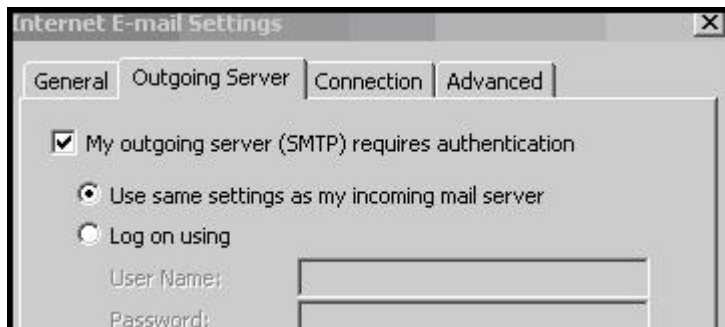 Internet E-mail Settings
General Outgoing Server Connection Advanced
My outgoing server (SMTP) requires authentication
Use same settings as my incoming mail server
Log on using
User Name:
Password: